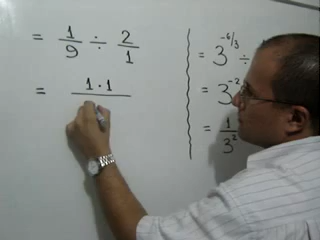 = 1/9 ÷ 2/1
= 1·1
= 3^{-6/3} ÷
= 3^{-2}
= 1/3^2